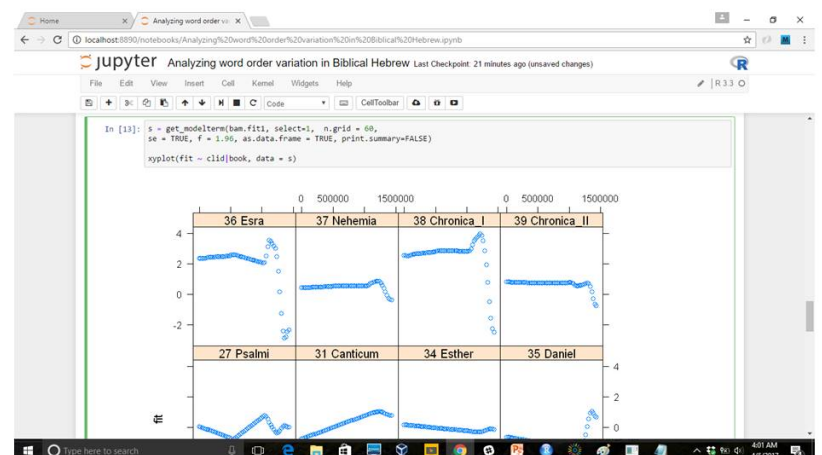 Home
Analyzing word order va
localhost:8890/notebooks/Analyzing%20word%20order%20variation%20in%20Biblical%20Hebrew.ipynb
jupyter Analyzing word order variation in Biblical Hebrew Last Checkpoint: 21 minutes ago (unsaved changes)
File Edit View Insert Cell Kernel Widgets Help
R 3.3
Code CellToolbar
In [13]: s = get_modelterm(bam.fit1, select=1, n.grid = 60,
se = TRUE, f = 1.96, as.data.frame = TRUE, print.summary=FALSE)
xyplot(fit ~ clid|book, data = s)
0 500000 1500000 0 500000 1500000
36 Esra 37 Nehemia 38 Chronica_I 39 Chronica_II
4
2
0
-2
27 Psalmi 31 Canticum 34 Esther 35 Daniel
4
2
0
fit
Type here to search
4:01 AM